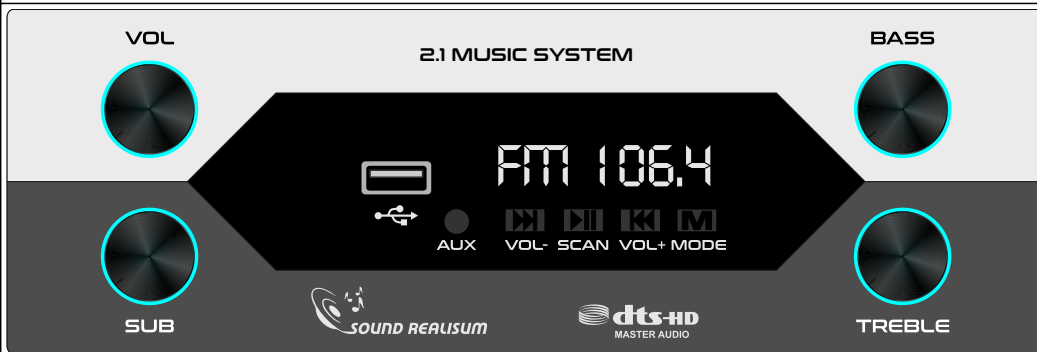 VOL
2.1 MUSIC SYSTEM
BASS
FM 106.4
AUX VOL- SCAN VOL+ MODE
M
SUB
SOUND REALISUM
dts-HD
MASTER AUDIO
TREBLE